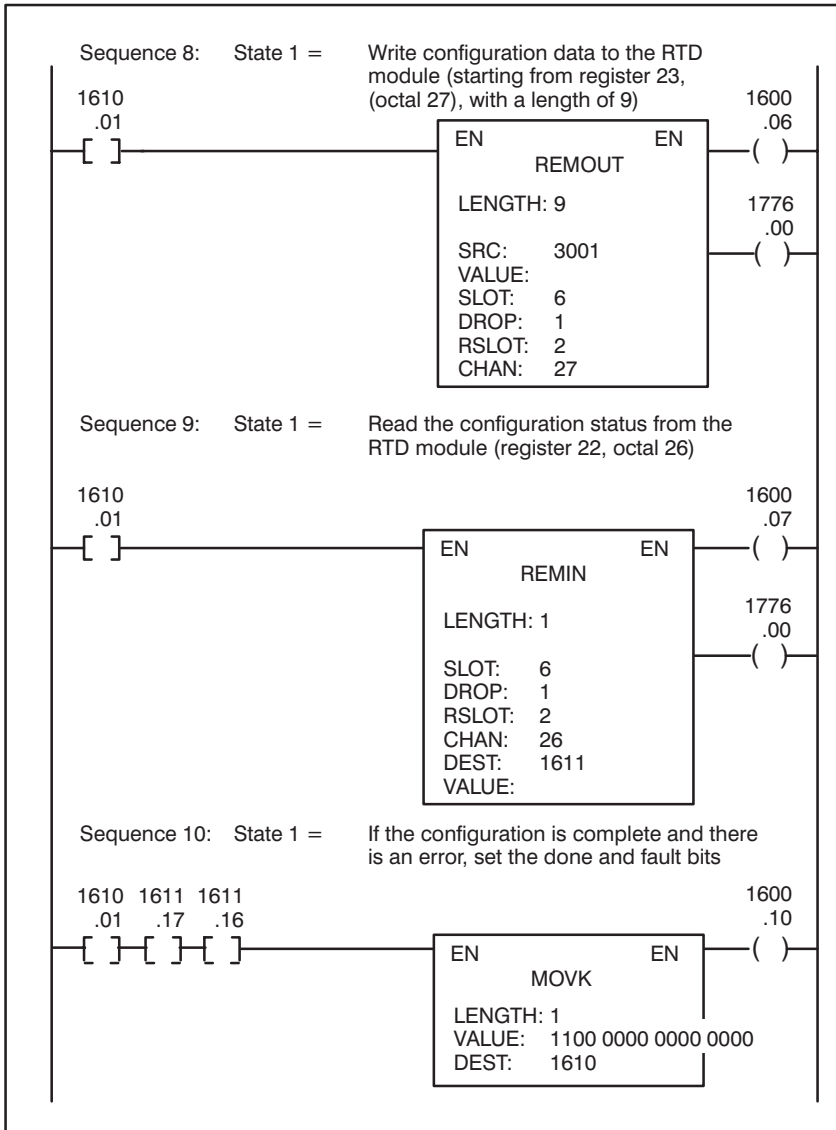 Sequence 8: State 1 = Write configuration data to the RTD
module (starting from register 23,
(octal 27), with a length of 9)
1610
.01
1600
.06
EN EN
REMOUT
LENGTH: 9
1776
.00
SRC: 3001
VALUE:
SLOT: 6
DROP: 1
RSLOT: 2
CHAN: 27
Sequence 9: State 1 = Read the configuration status from the
RTD module (register 22, octal 26)
1610
.01
1600
.07
EN EN
REMIN
LENGTH: 1
1776
.00
SLOT: 6
DROP: 1
RSLOT: 2
CHAN: 26
DEST: 1611
VALUE:
Sequence 10: State 1 = If the configuration is complete and there
is an error, set the done and fault bits
1610 1611 1611
.01 .17 .16
1600
.10
EN EN
MOVK
LENGTH: 1
VALUE: 1100 0000 0000 0000
DEST: 1610